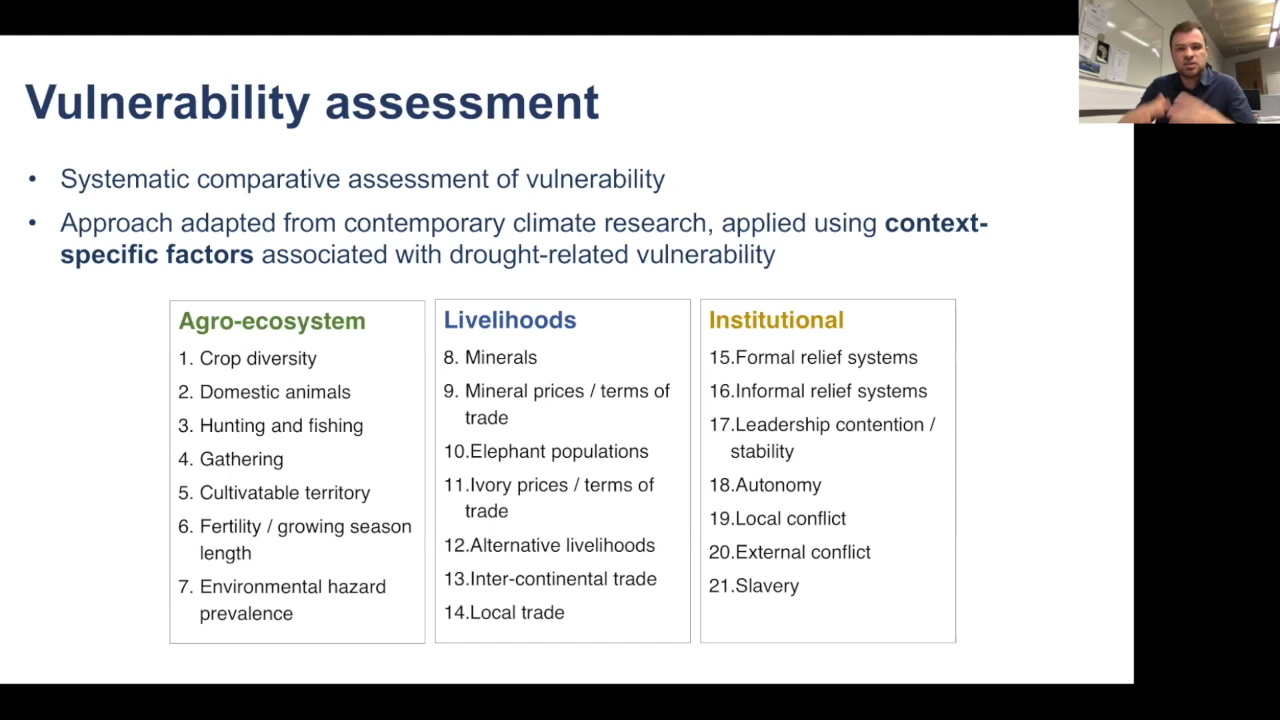 Vulnerability assessment
• Systematic comparative assessment of vulnerability
• Approach adapted from contemporary climate research, applied using context-
specific factors associated with drought-related vulnerability
Agro-ecosystem
1. Crop diversity
2. Domestic animals
3. Hunting and fishing
4. Gathering
5. Cultivatable territory
6. Fertility / growing season
length
7. Environmental hazard
prevalence
Livelihoods
8. Minerals
9. Mineral prices / terms of
trade
10.Elephant populations
11.Ivory prices / terms of
trade
12.Alternative livelihoods
13.Inter-continental trade
14.Local trade
Institutional
15.Formal relief systems
16.Informal relief systems
17.Leadership contention /
stability
18.Autonomy
19.Local conflict
20.External conflict
21.Slavery